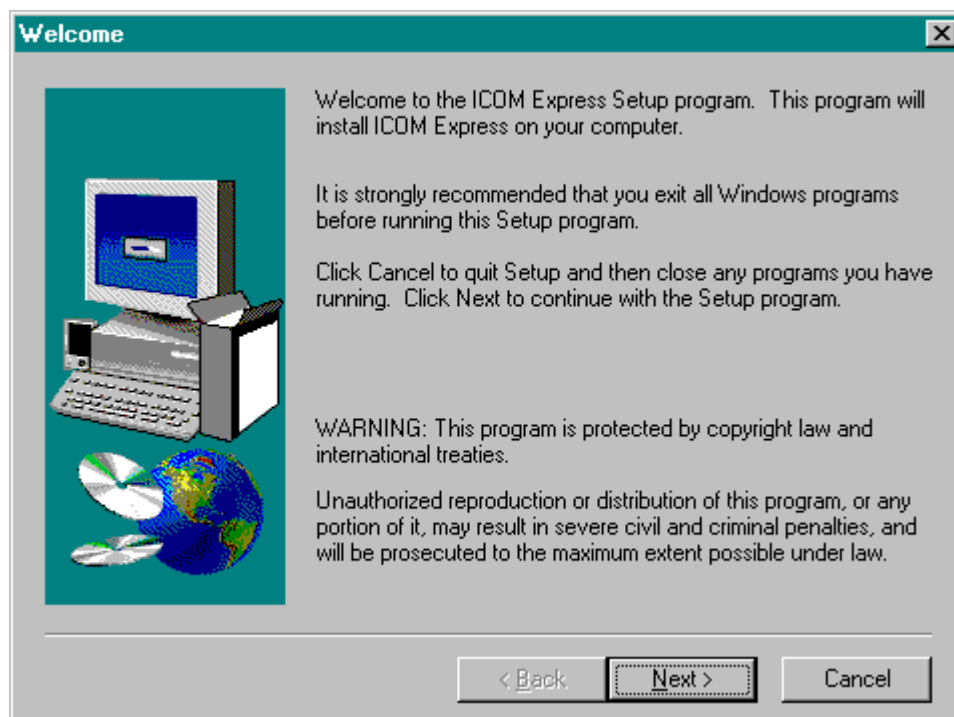 Welcome
Welcome to the ICOM Express Setup program.  This program will
install ICOM Express on your computer.
It is strongly recommended that you exit all Windows programs
before running this Setup program.
Click Cancel to quit Setup and then close any programs you have
running.  Click Next to continue with the Setup program.
WARNING: This program is protected by copyright law and
international treaties.
Unauthorized reproduction or distribution of this program, or any
portion of it, may result in severe civil and criminal penalties, and
will be prosecuted to the maximum extent possible under law.
< Back
Next >
Cancel